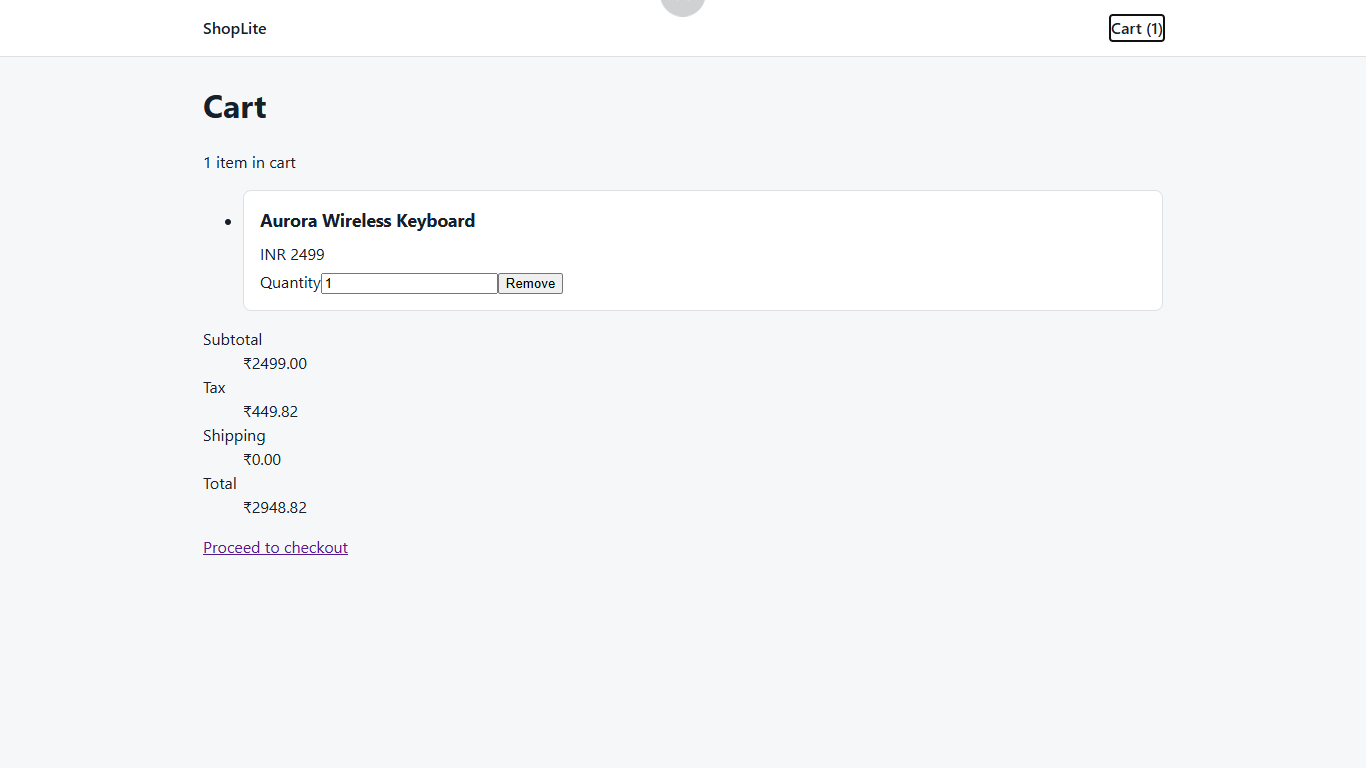 ShopLite
Cart (1)
Cart
1 item in cart
Aurora Wireless Keyboard
INR 2499
Quantity 1 Remove
Subtotal
₹2499.00
Tax
₹449.82
Shipping
₹0.00
Total
₹2948.82
Proceed to checkout